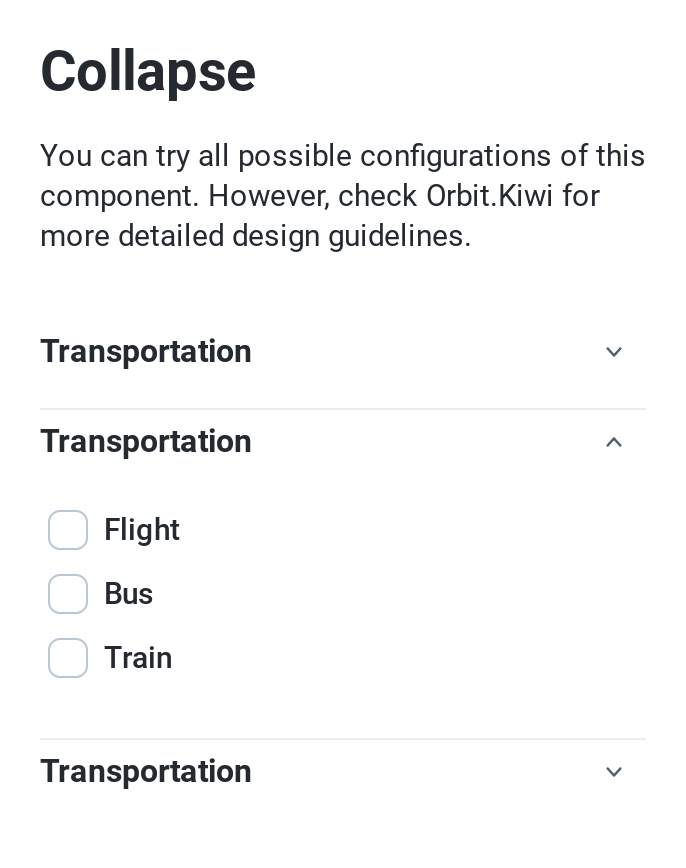 Collapse
You can try all possible configurations of this
component. However, check Orbit.Kiwi for
more detailed design guidelines.
Transportation
Transportation
Flight
Bus
Train
Transportation